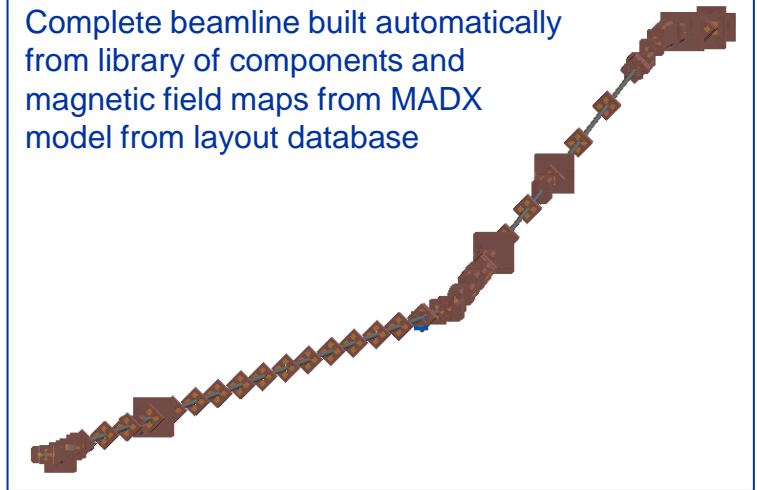 Complete beamline built automatically
from library of components and
magnetic field maps from MADX
model from layout database